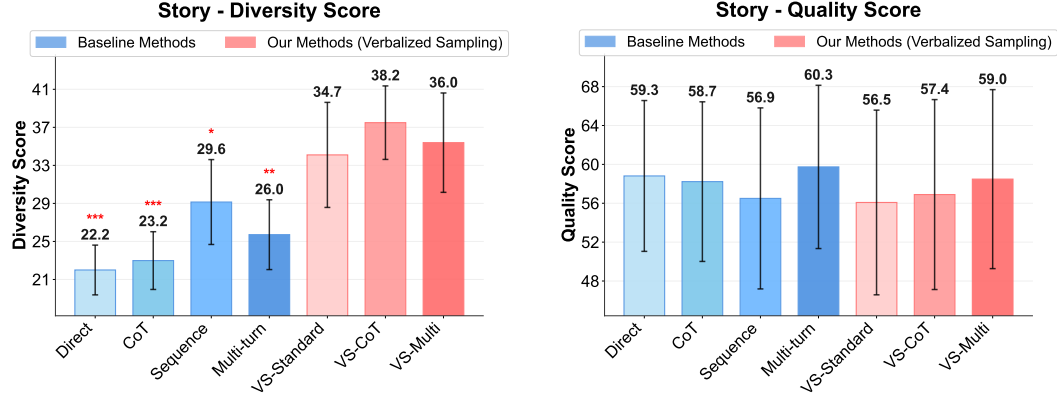 Story - Diversity Score
Baseline Methods
Our Methods (Verbalized Sampling)
Diversity Score
41
37
33
29
25
21
***
22.2
***
23.2
*
29.6
**
26.0
34.7
38.2
36.0
Direct
CoT
Sequence
Multi-turn
VS-Standard
VS-CoT
VS-Multi
Story - Quality Score
Baseline Methods
Our Methods (Verbalized Sampling)
Quality Score
68
64
60
56
52
48
59.3
58.7
56.9
60.3
56.5
57.4
59.0
Direct
CoT
Sequence
Multi-turn
VS-Standard
VS-CoT
VS-Multi